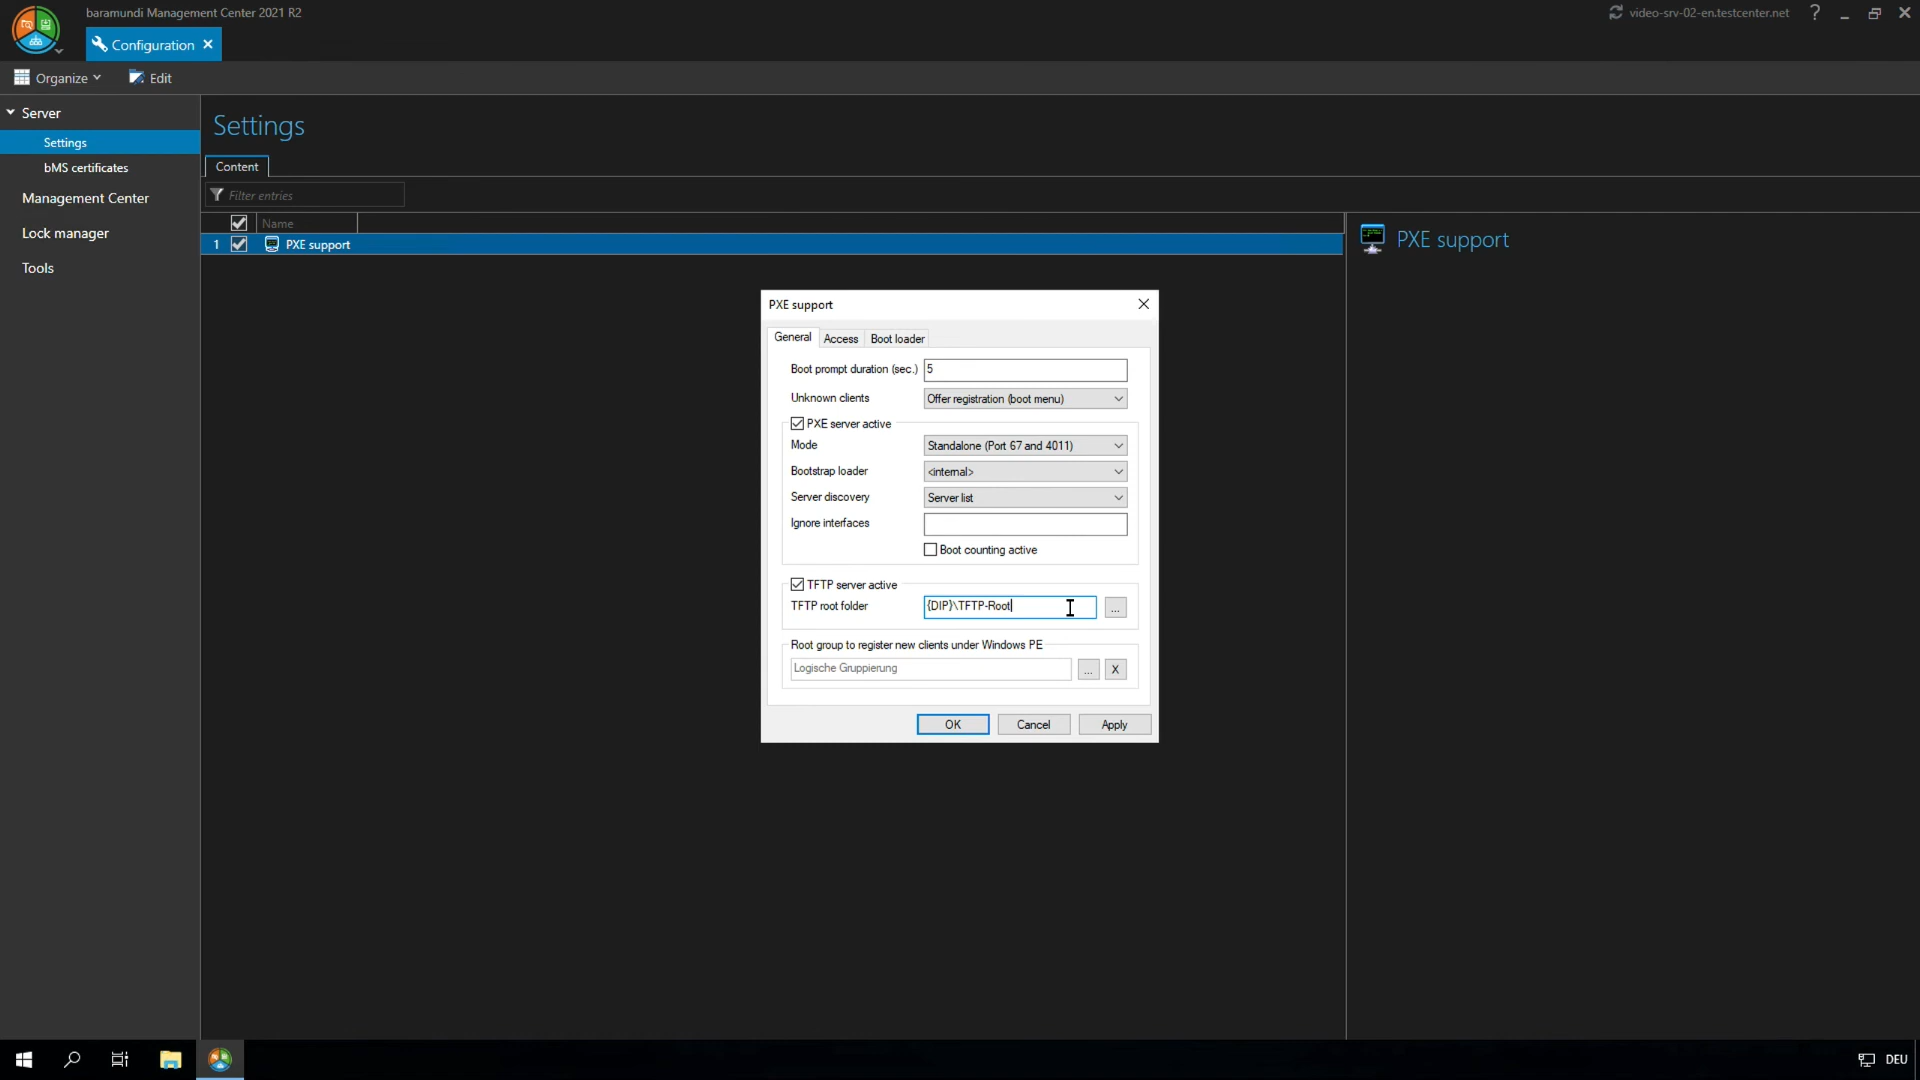 baramundi Management Center 2021 R2
video-srv-02-en.testcenter.net
Configuration
Organize
Edit
Server
Settings
bMS certificates
Management Center
Lock manager
Tools
Settings
Content
Filter entries
Name
1 PXE support
PXE support
PXE support
General Access Boot loader
Boot prompt duration (sec.) 5
Unknown clients Offer registration (boot menu)
PXE server active
Mode Standalone (Port 67 and 4011)
Bootstrap loader <internal>
Server discovery Server list
Ignore interfaces
Boot counting active
TFTP server active
TFTP root folder {DIP}\TFTP-Root ...
Root group to register new clients under Windows PE
Logische Gruppierung ... X
OK Cancel Apply
DEU